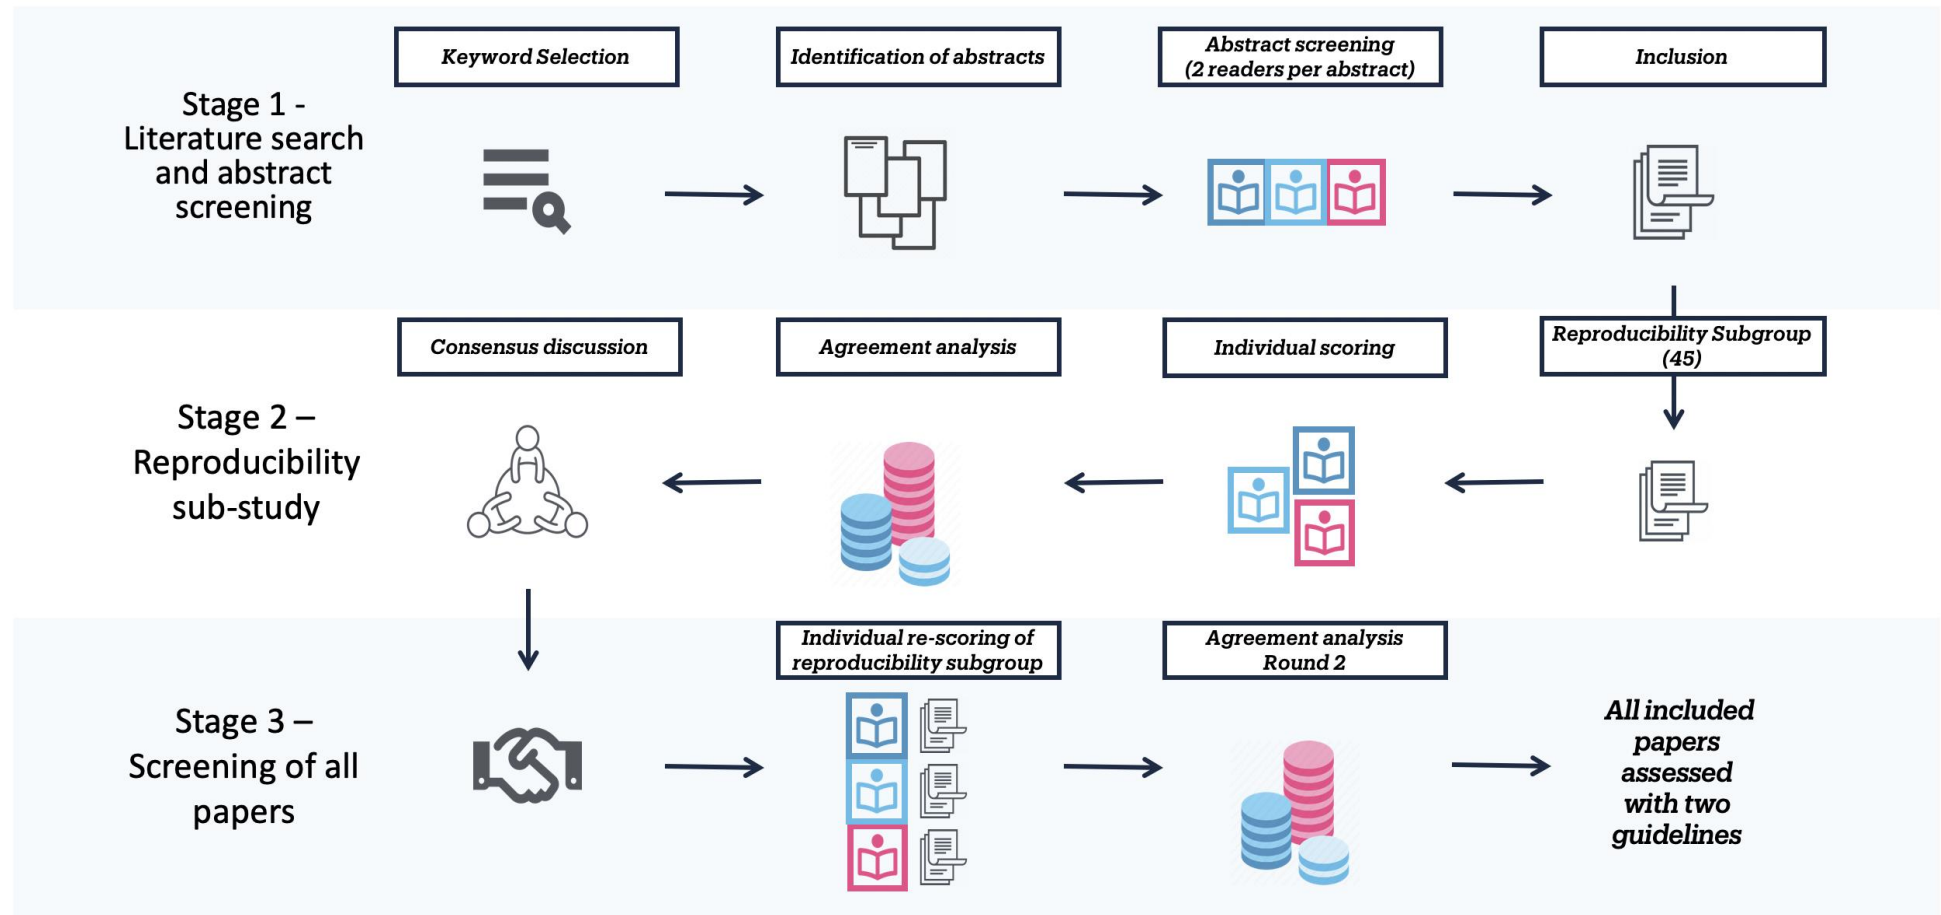 Stage 1 -
Literature search
and abstract
screening
Keyword Selection
Identification of abstracts
Abstract screening
(2 readers per abstract)
Inclusion
Stage 2 –
Reproducibility
sub-study
Consensus discussion
Agreement analysis
Individual scoring
Reproducibility Subgroup
(45)
Stage 3 –
Screening of all
papers
Individual re-scoring of
reproducibility subgroup
Agreement analysis
Round 2
All included
papers
assessed
with two
guidelines